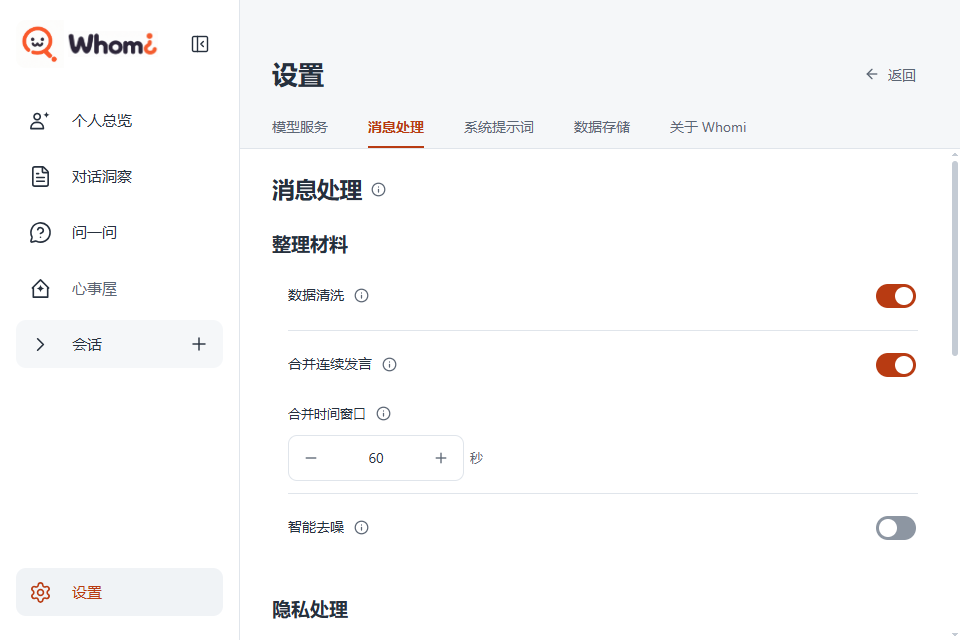 Whomi
个人总览
对话洞察
问一问
心事屋
会话
设置
设置
返回
模型服务
消息处理
系统提示词
数据存储
关于 Whomi
消息处理
整理材料
数据清洗
合并连续发言
合并时间窗口
60
秒
智能去噪
隐私处理